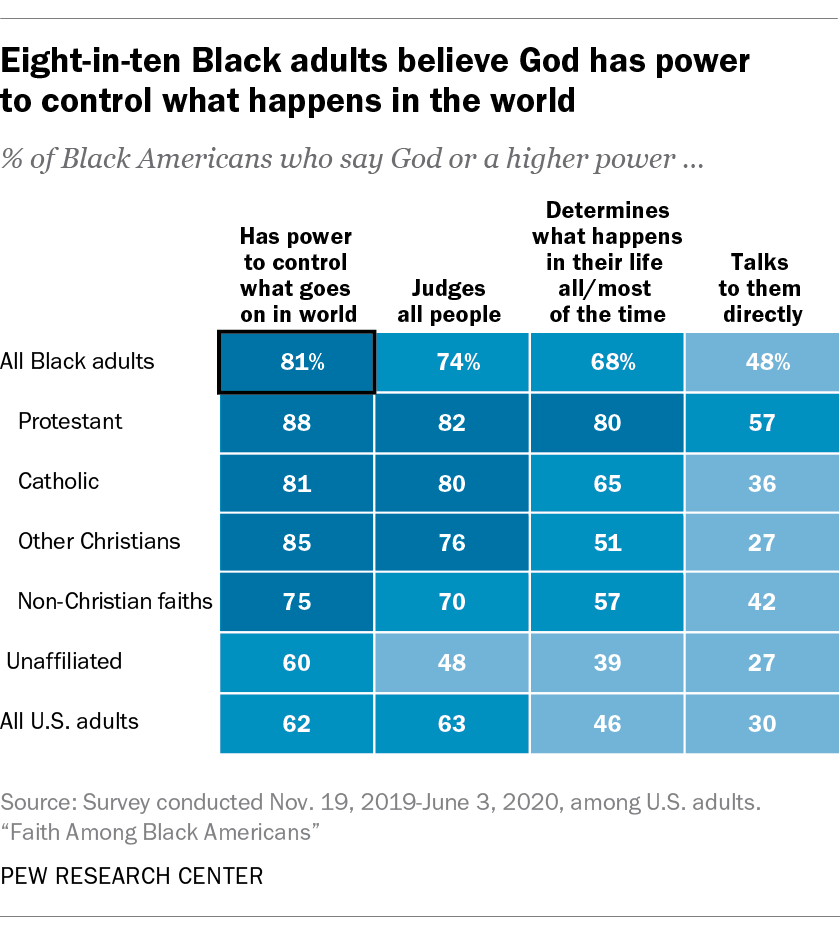 Eight-in-ten Black adults believe God has power
to control what happens in the world
% of Black Americans who say God or a higher power ...
Has power
to control
what goes
on in world
Judges
all people
Determines
what happens
in their life
all/most
of the time
Talks
to them
directly
All Black adults 81% 74% 68% 48%
Protestant 88 82 80 57
Catholic 81 80 65 36
Other Christians 85 76 51 27
Non-Christian faiths 75 70 57 42
Unaffiliated 60 48 39 27
All U.S. adults 62 63 46 30
Source: Survey conducted Nov. 19, 2019-June 3, 2020, among U.S. adults.
“Faith Among Black Americans”
PEW RESEARCH CENTER